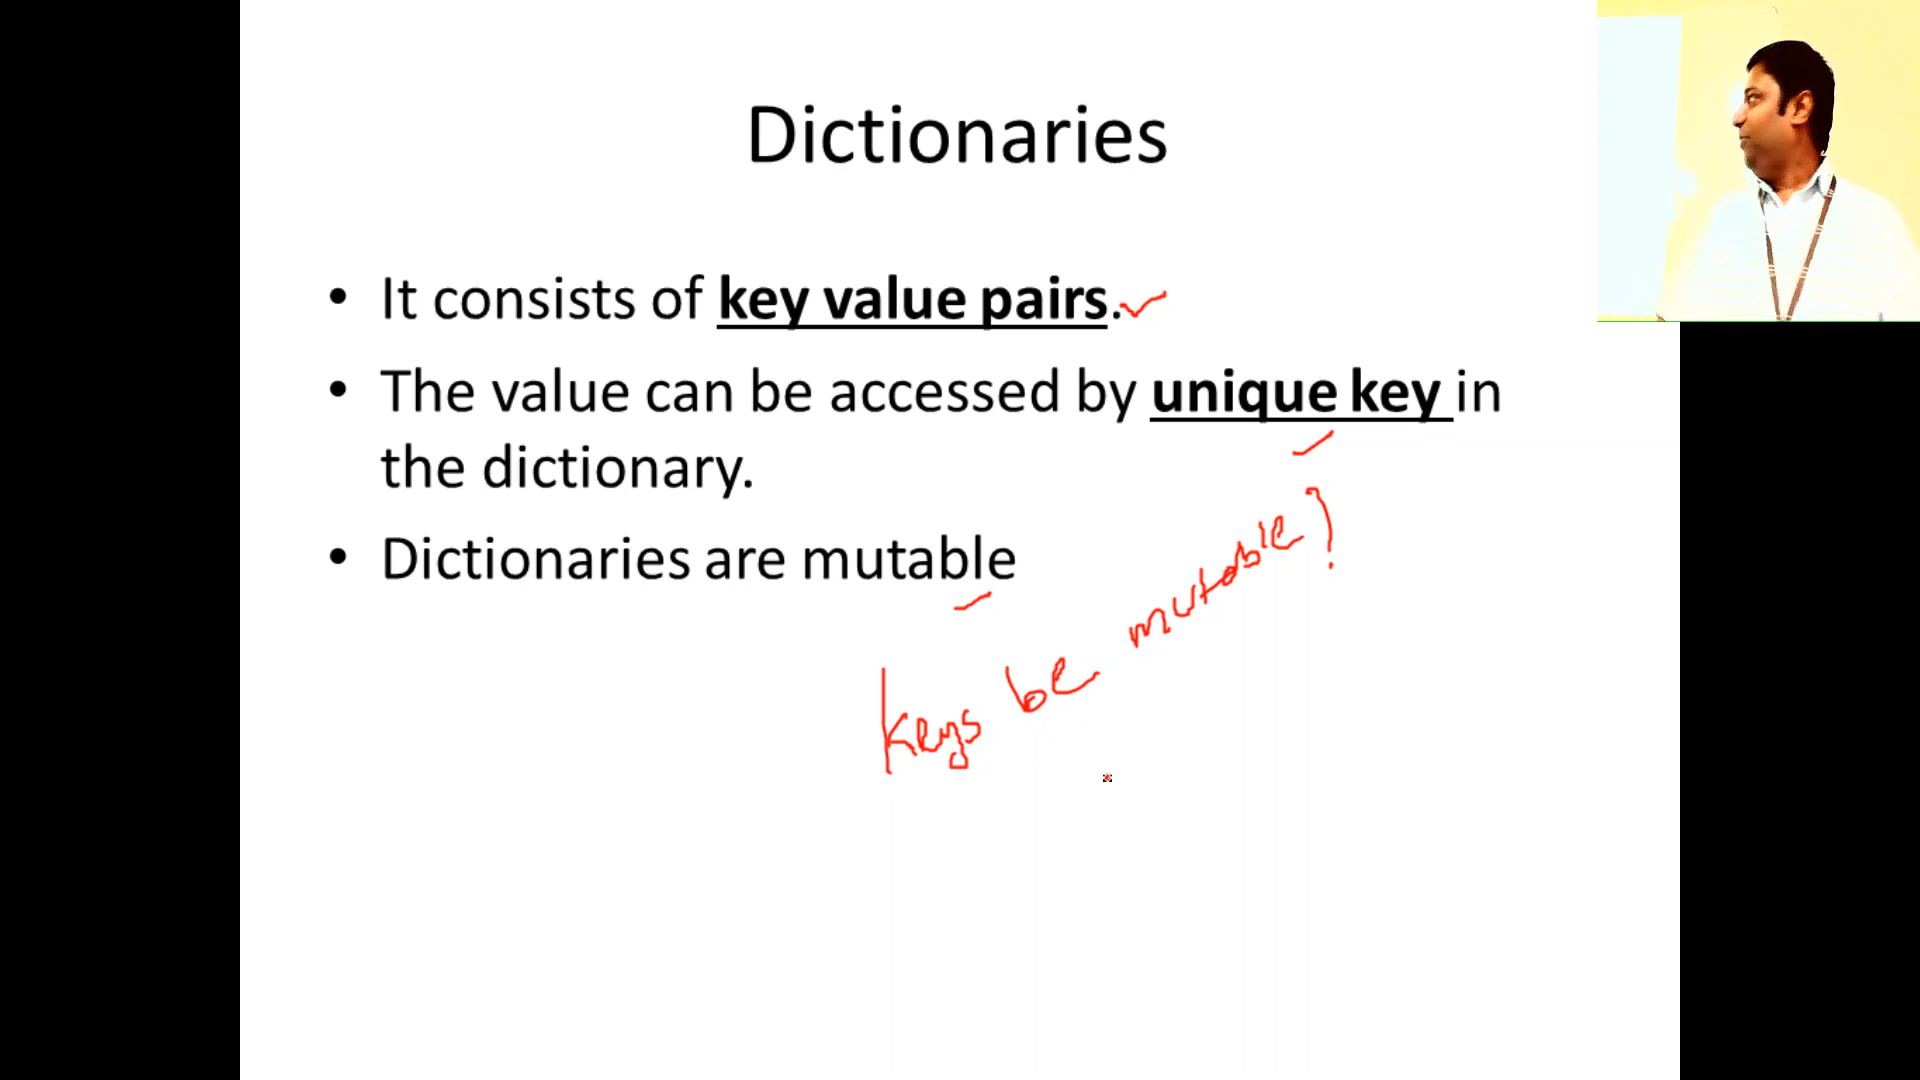 Dictionaries
• It consists of key value pairs.
• The value can be accessed by unique key in
the dictionary.
• Dictionaries are mutable
keys be mutable?